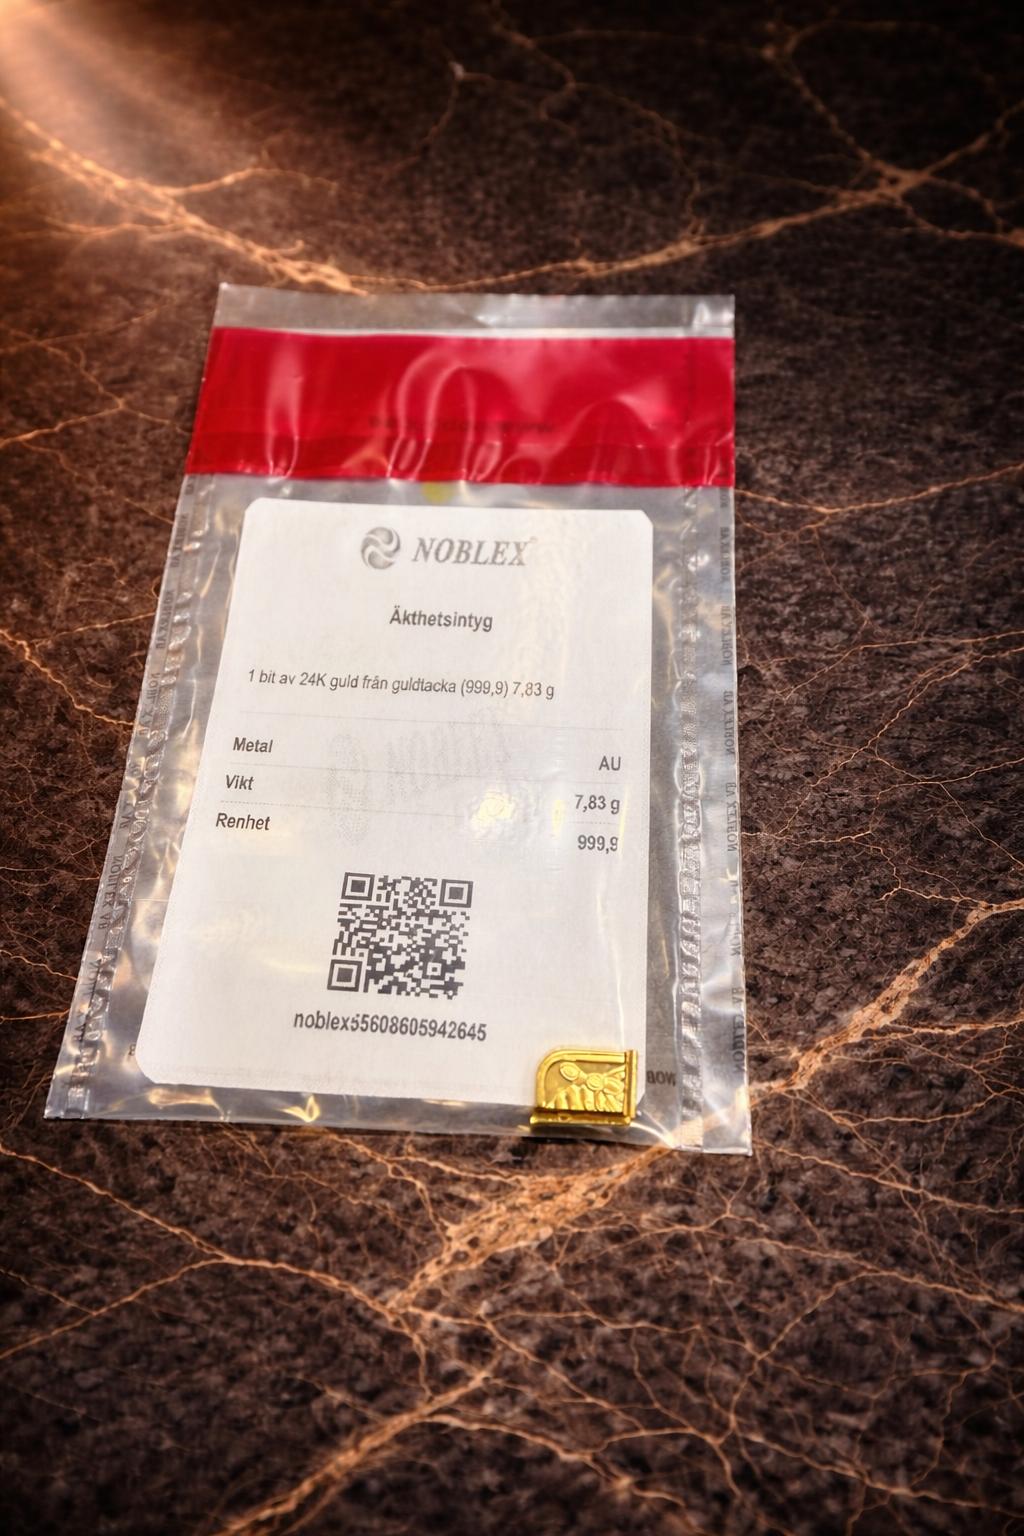 NOBLEX
Äkthetsintyg
1 bit av 24K guld från guldtacka (999,9) 7,83 g
Metal AU
Vikt 7,83 g
Renhet 999,9
noblex55608605942645